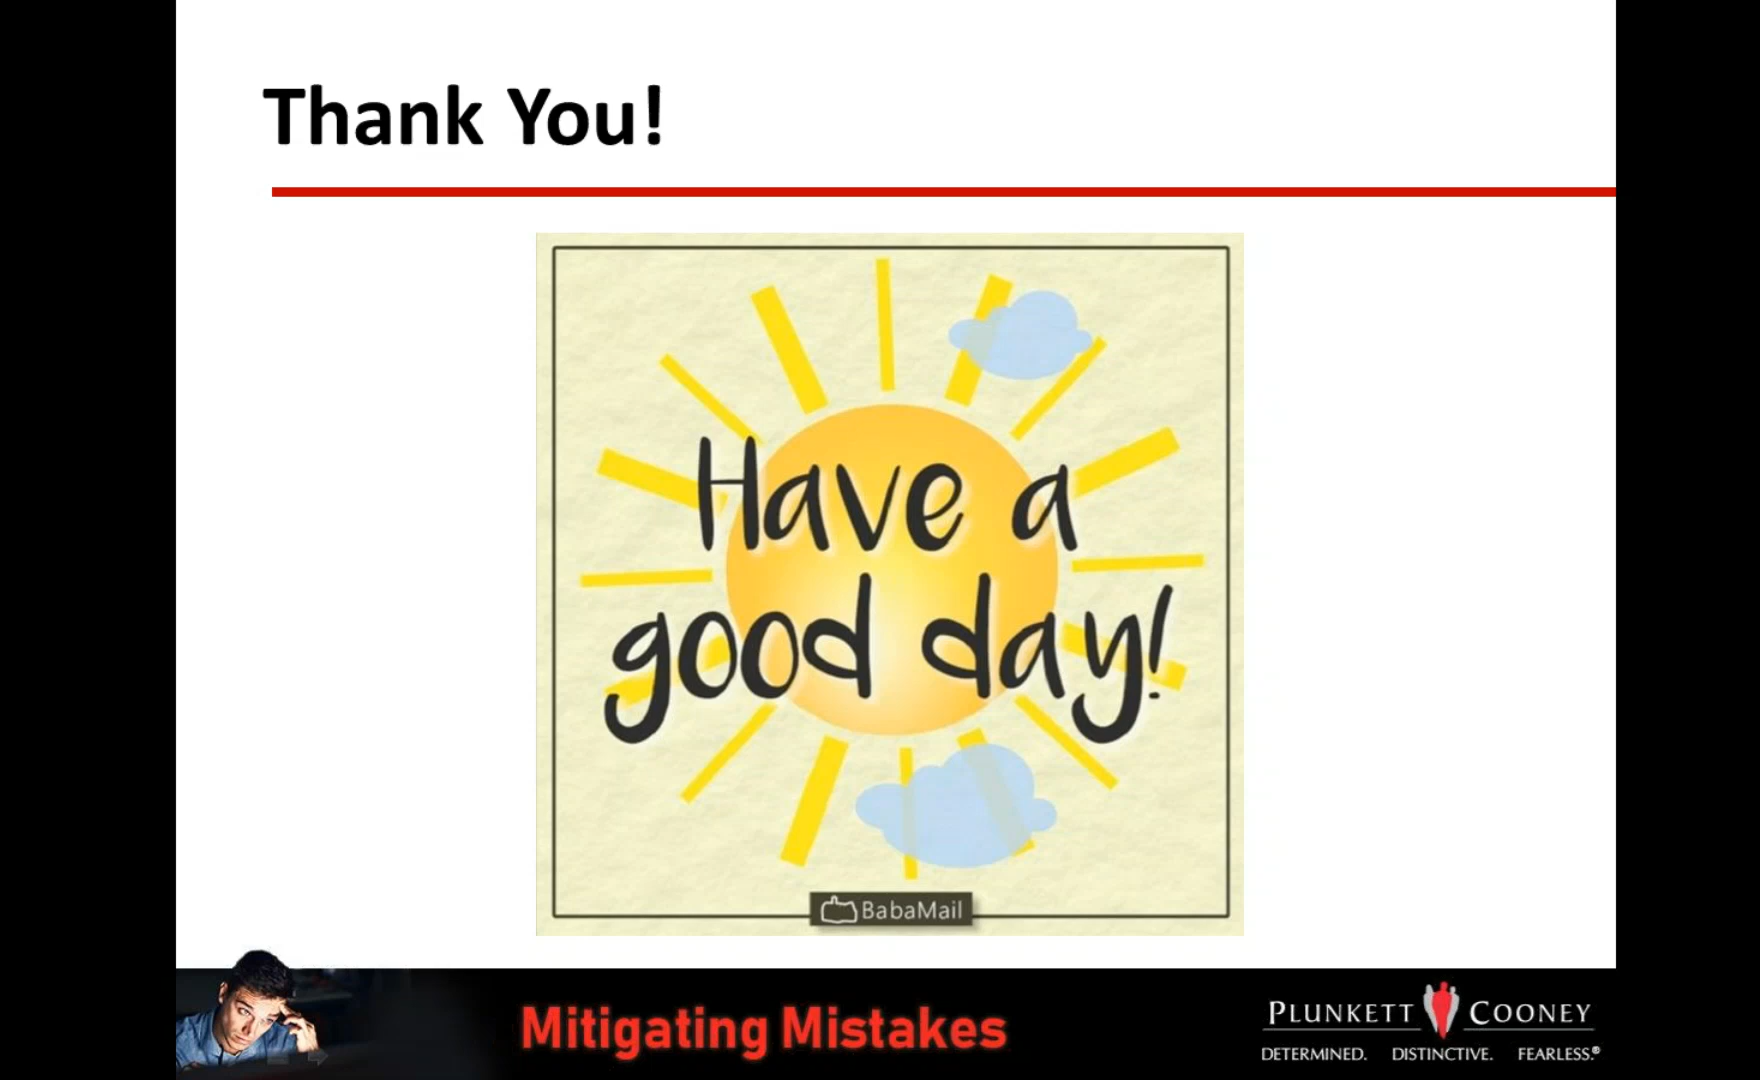 Thank You!
Have a
good day!
BabaMail
Mitigating Mistakes
PLUNKETT COONEY
DETERMINED. DISTINCTIVE. FEARLESS.®